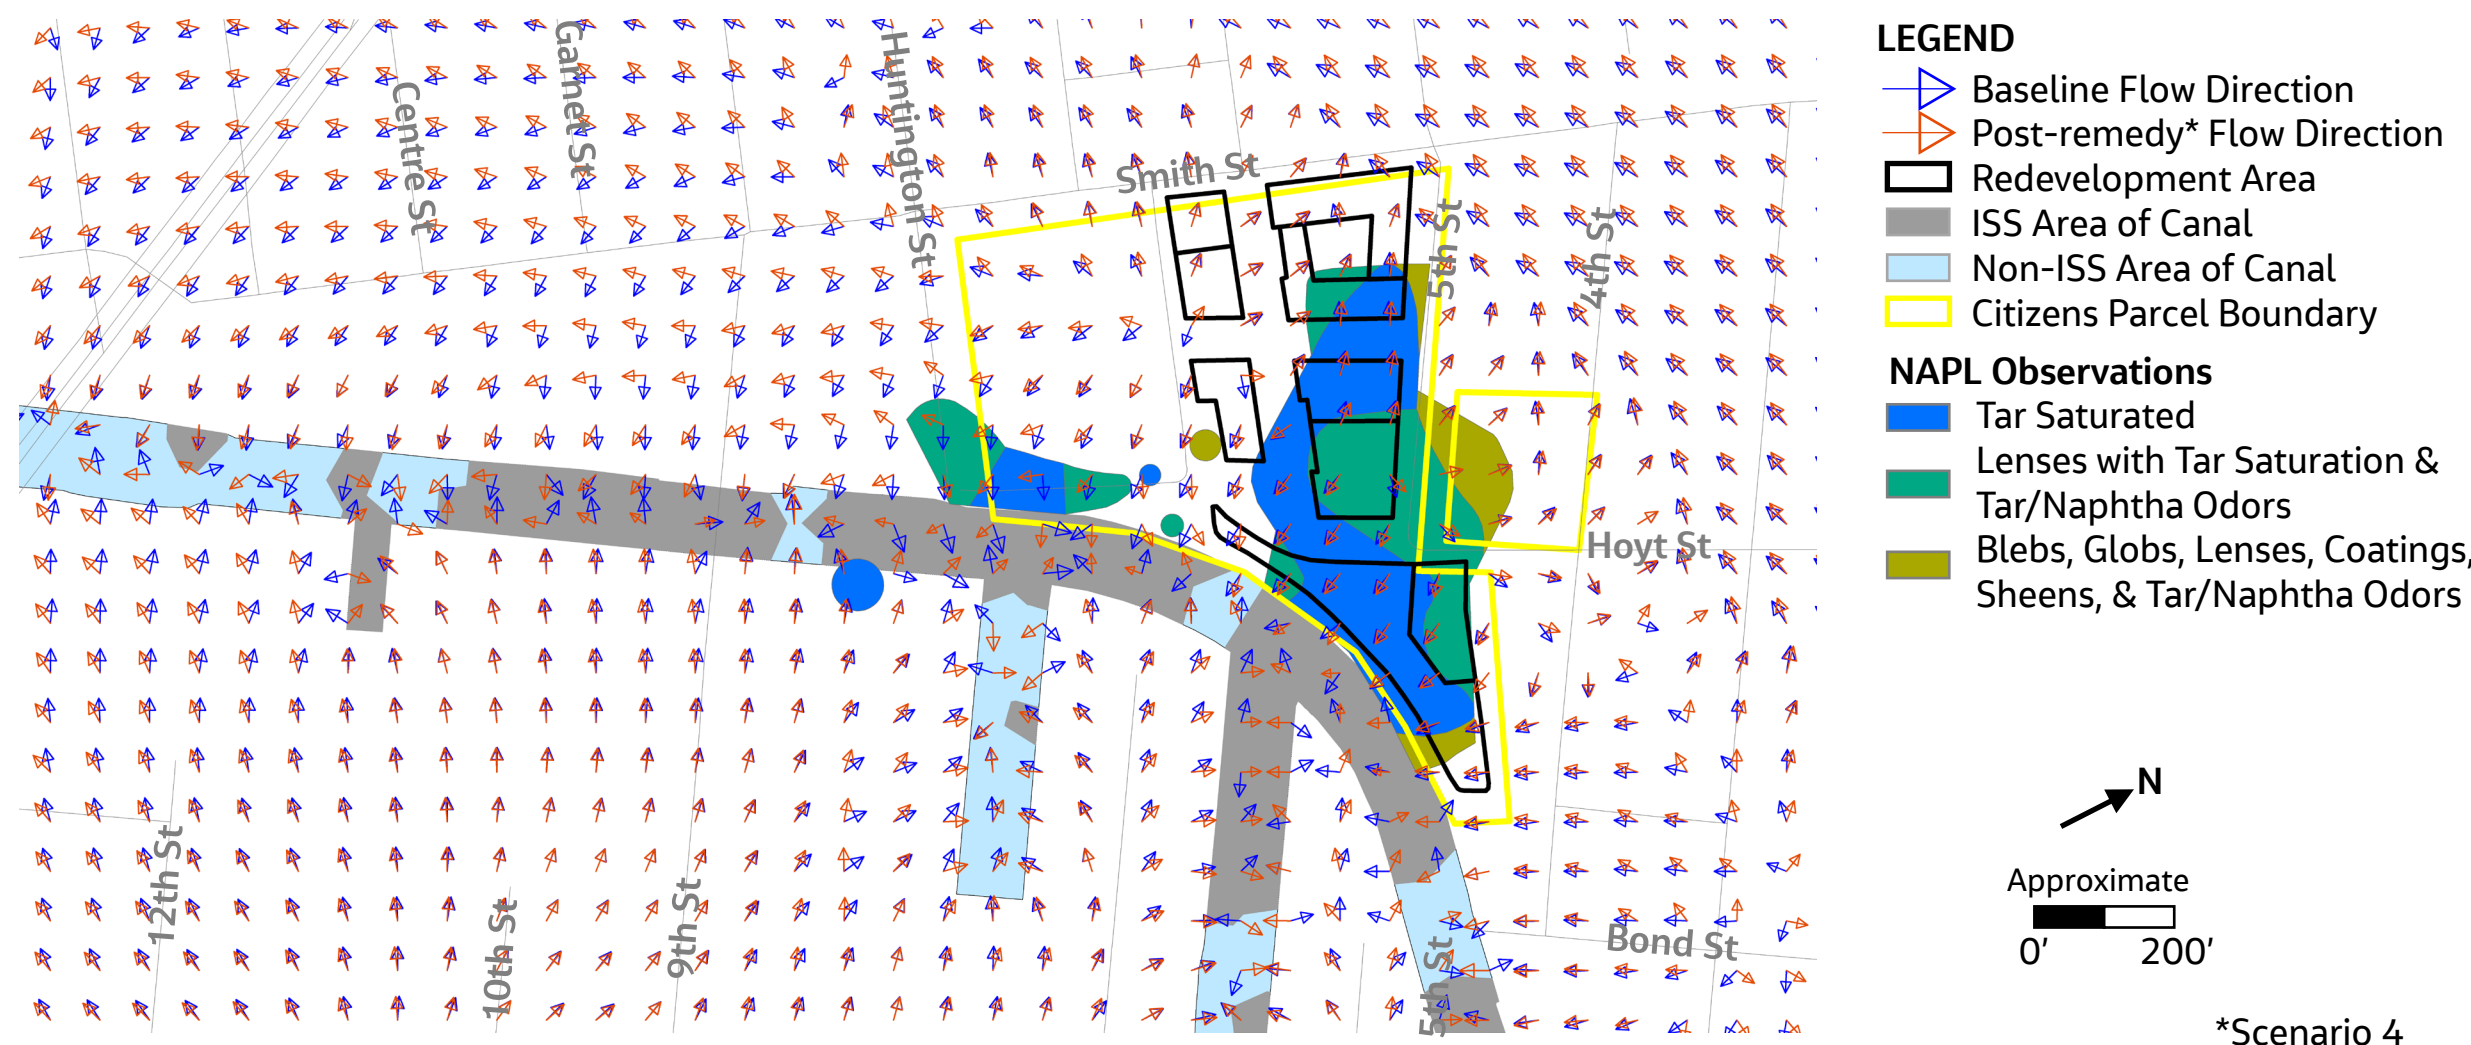 Centre St
Garnet St
Huntington St
Smith St
5th St
4th St
Hoyt St
12th St
10th St
9th St
5th St
Bond St
LEGEND
Baseline Flow Direction
Post-remedy* Flow Direction
Redevelopment Area
ISS Area of Canal
Non-ISS Area of Canal
Citizens Parcel Boundary
NAPL Observations
Tar Saturated
Lenses with Tar Saturation &
Tar/Naphtha Odors
Blebs, Globs, Lenses, Coatings,
Sheens, & Tar/Naphtha Odors
N
Approximate
0' 200'
*Scenario 4